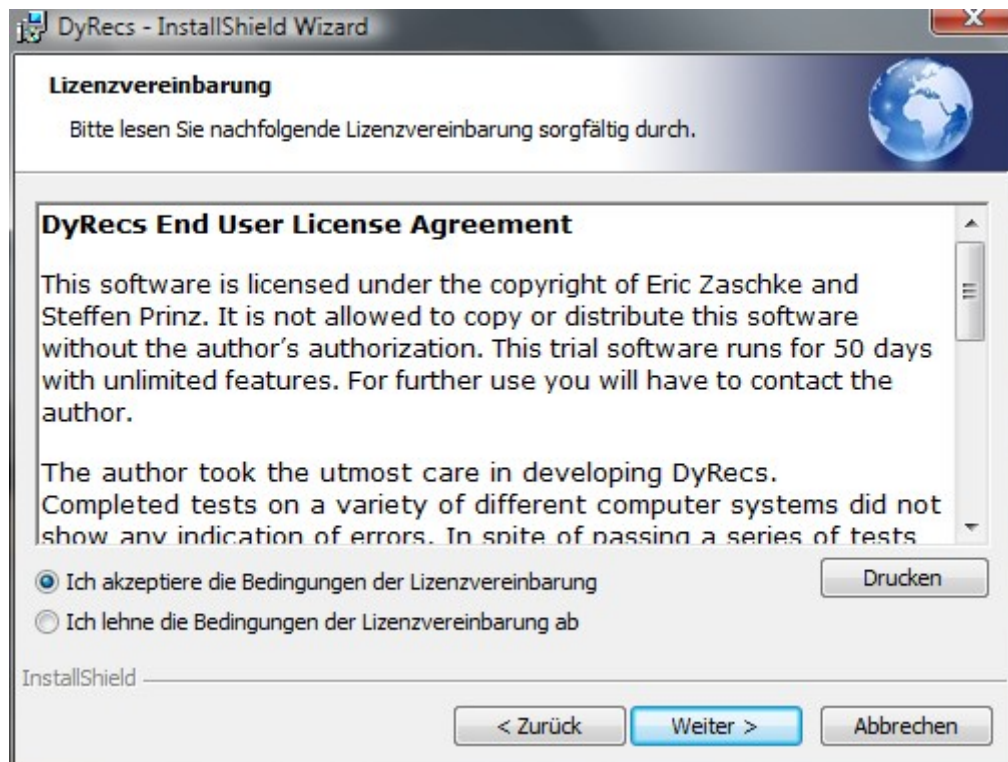 DyRecs - InstallShield Wizard
Lizenzvereinbarung
Bitte lesen Sie nachfolgende Lizenzvereinbarung sorgfältig durch.
DyRecs End User License Agreement
This software is licensed under the copyright of Eric Zaschke and
Steffen Prinz. It is not allowed to copy or distribute this software
without the author´s authorization. This trial software runs for 50 days
with unlimited features. For further use you will have to contact the
author.
The author took the utmost care in developing DyRecs.
Completed tests on a variety of different computer systems did not
show any indication of errors. In spite of passing a series of tests
Ich akzeptiere die Bedingungen der Lizenzvereinbarung
Drucken
Ich lehne die Bedingungen der Lizenzvereinbarung ab
InstallShield
< Zurück
Weiter >
Abbrechen